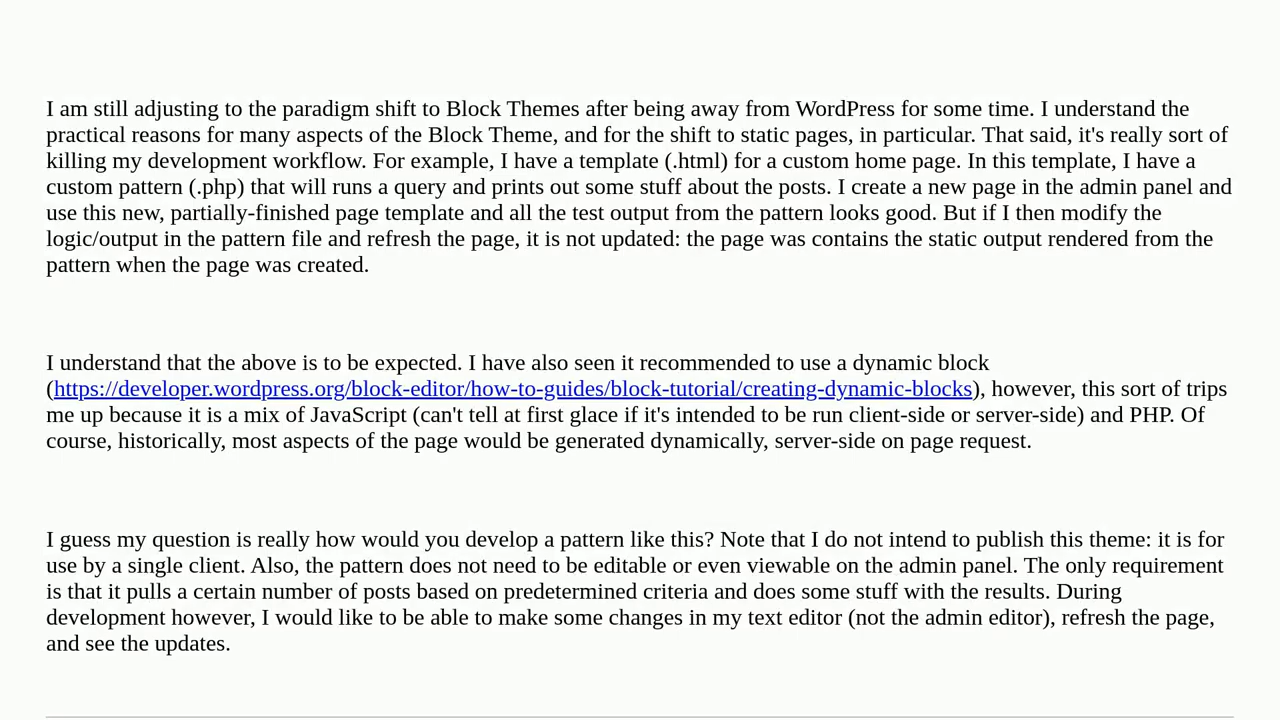 I am still adjusting to the paradigm shift to Block Themes after being away from WordPress for some time. I understand the
practical reasons for many aspects of the Block Theme, and for the shift to static pages, in particular. That said, it's really sort of
killing my development workflow. For example, I have a template (.html) for a custom home page. In this template, I have a
custom pattern (.php) that will runs a query and prints out some stuff about the posts. I create a new page in the admin panel and
use this new, partially-finished page template and all the test output from the pattern looks good. But if I then modify the
logic/output in the pattern file and refresh the page, it is not updated: the page was contains the static output rendered from the
pattern when the page was created.
I understand that the above is to be expected. I have also seen it recommended to use a dynamic block
(https://developer.wordpress.org/block-editor/how-to-guides/block-tutorial/creating-dynamic-blocks), however, this sort of trips
me up because it is a mix of JavaScript (can't tell at first glace if it's intended to be run client-side or server-side) and PHP. Of
course, historically, most aspects of the page would be generated dynamically, server-side on page request.
I guess my question is really how would you develop a pattern like this? Note that I do not intend to publish this theme: it is for
use by a single client. Also, the pattern does not need to be editable or even viewable on the admin panel. The only requirement
is that it pulls a certain number of posts based on predetermined criteria and does some stuff with the results. During
development however, I would like to be able to make some changes in my text editor (not the admin editor), refresh the page,
and see the updates.